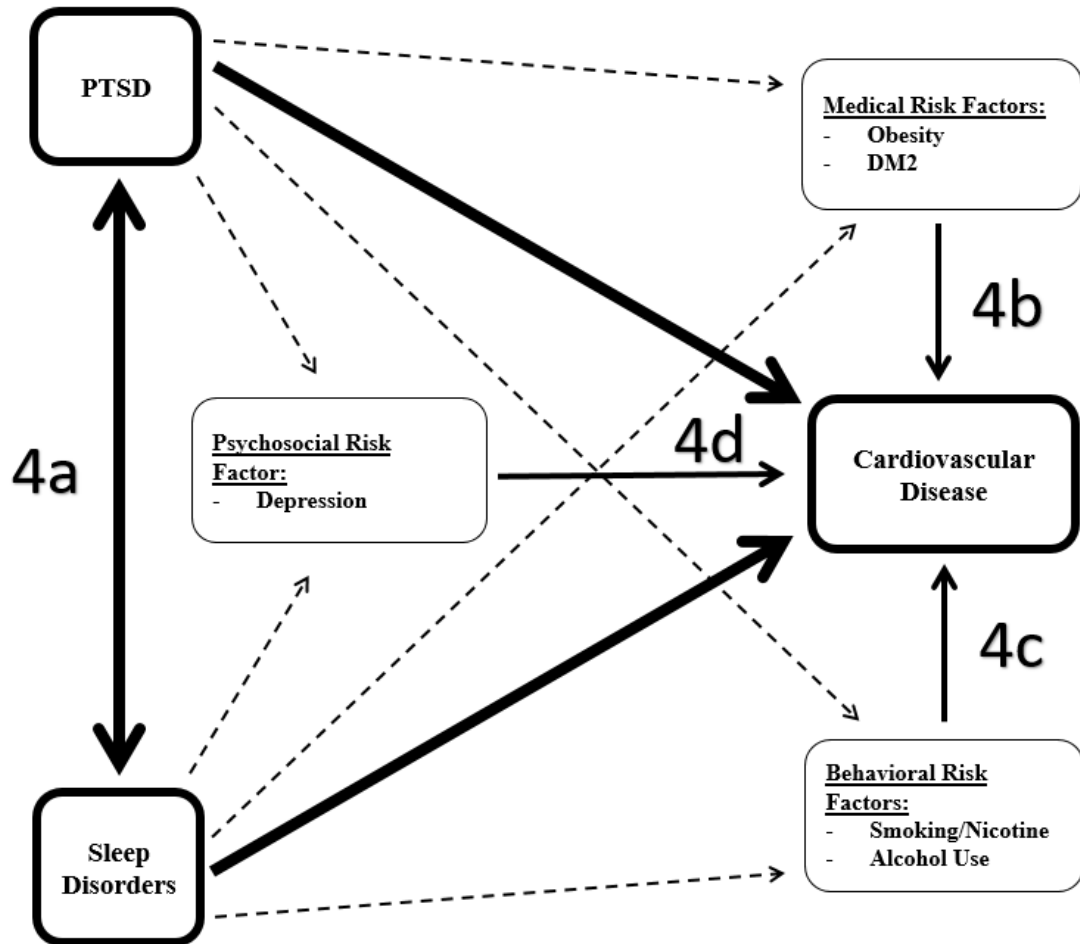 PTSD
Medical Risk Factors:
- Obesity
- DM2
4b
4a
Psychosocial Risk
Factor:
- Depression
4d
Cardiovascular
Disease
4c
Sleep
Disorders
Behavioral Risk
Factors:
- Smoking/Nicotine
- Alcohol Use